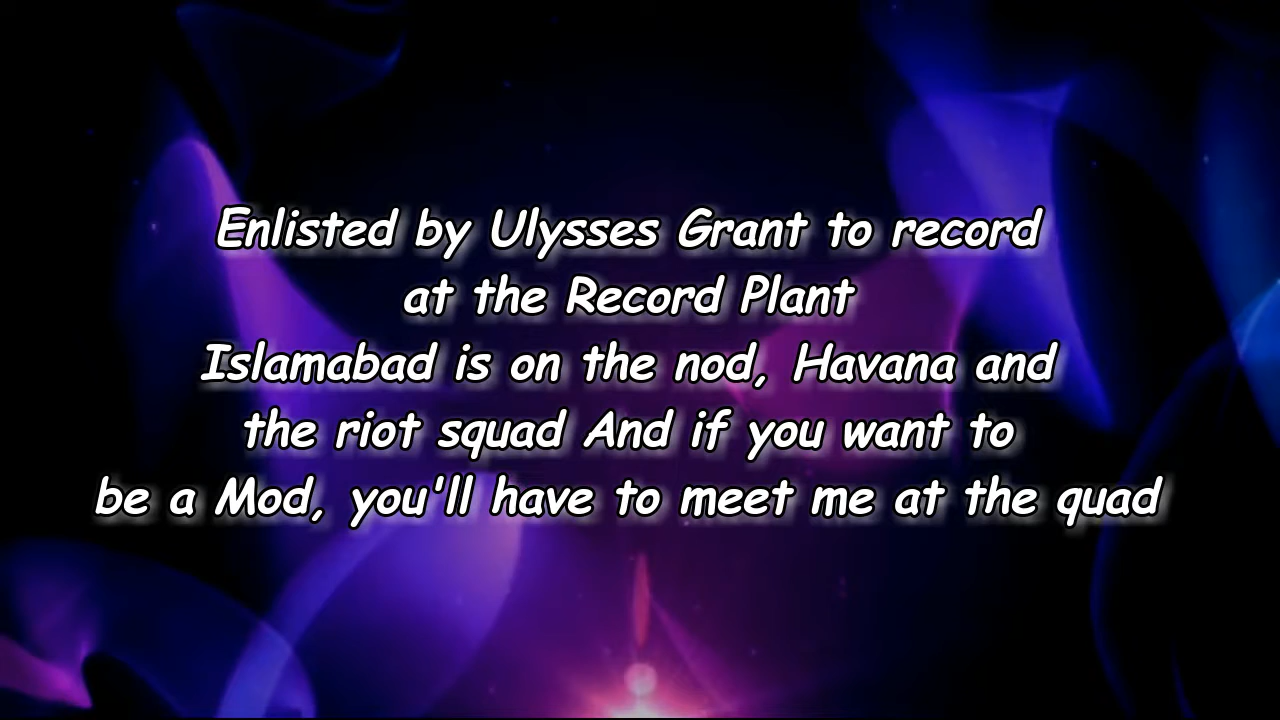 Enlisted by Ulysses Grant to record
at the Record Plant
Islamabad is on the nod, Havana and
the riot squad And if you want to
be a Mod, you'll have to meet me at the quad